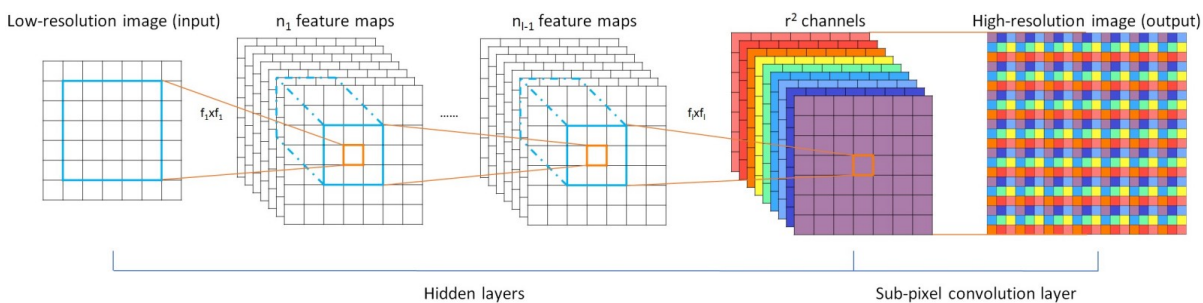 Low-resolution image (input)
n₁ feature maps
nₗ₋₁ feature maps
r² channels
High-resolution image (output)
f₁xf₁
......
fₗxfₗ
Hidden layers
Sub-pixel convolution layer